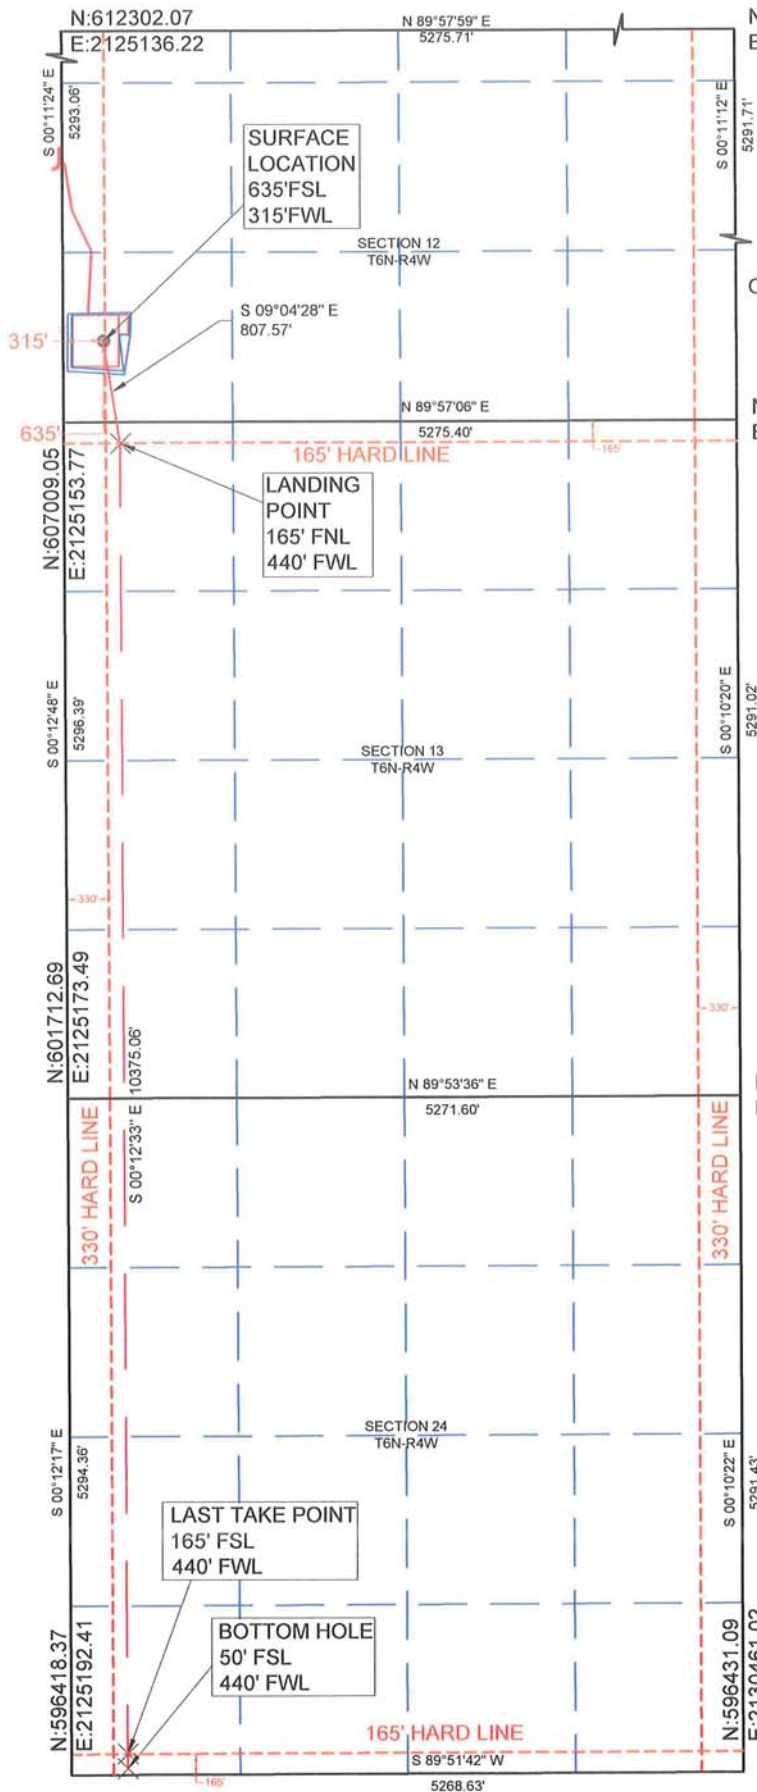 N:612302.07
E:2125136.22
N 89°57'59" E
5275.71'
N
E
S 00°11'24" E
5293.06'
S 00°11'12" E
5291.71'
SURFACE
LOCATION
635'FSL
315'FWL
SECTION 12
T6N-R4W
S 09°04'28" E
807.57'
315'
N 89°57'06" E
5275.40'
N
E
635'
165' HARD LINE
165'
N:607009.05
E:2125153.77
LANDING
POINT
165' FNL
440' FWL
S 00°12'48" E
5296.39'
S 00°10'20" E
5291.02'
SECTION 13
T6N-R4W
330'
330'
N:601712.69
E:2125173.49
N 89°53'36" E
5271.60'
S 00°12'33" E 10375.06'
330' HARD LINE
330' HARD LINE
SECTION 24
T6N-R4W
S 00°12'17" E
5294.36'
S 00°10'22" E
5291.43'
LAST TAKE POINT
165' FSL
440' FWL
BOTTOM HOLE
50' FSL
440' FWL
N:596418.37
E:2125192.41
N:596431.09
E:2130461.02
165' HARD LINE
S 89°51'42" W
5268.63'
165'